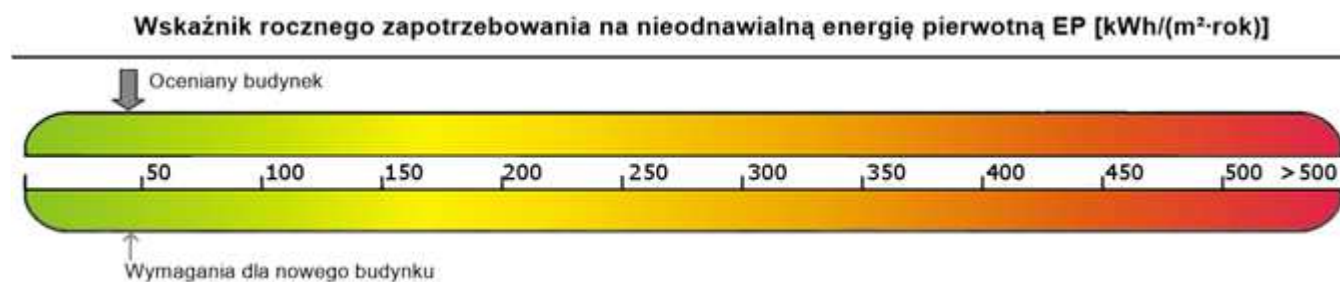 Wskaźnik rocznego zapotrzebowania na nieodnawialną energię pierwotną EP [kWh/(m²·rok)]
Oceniany budynek
50 100 150 200 250 300 350 400 450 500 >500
Wymagania dla nowego budynku